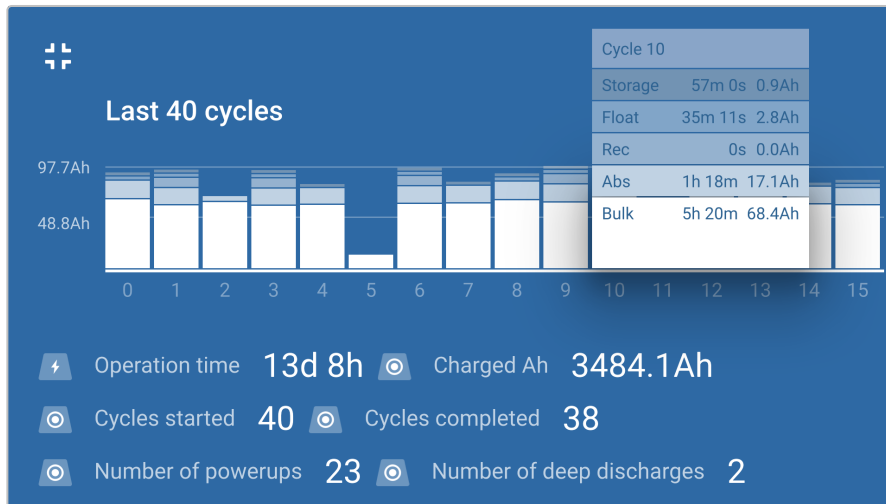 Cycle 10
Storage 57m 0s 0.9Ah
Float 35m 11s 2.8Ah
Rec 0s 0.0Ah
Abs 1h 18m 17.1Ah
Bulk 5h 20m 68.4Ah
Last 40 cycles
97.7Ah
48.8Ah
0 1 2 3 4 5 6 7 8 9 10 11 12 13 14 15
Operation time 13d 8h Charged Ah 3484.1Ah
Cycles started 40 Cycles completed 38
Number of powerups 23 Number of deep discharges 2